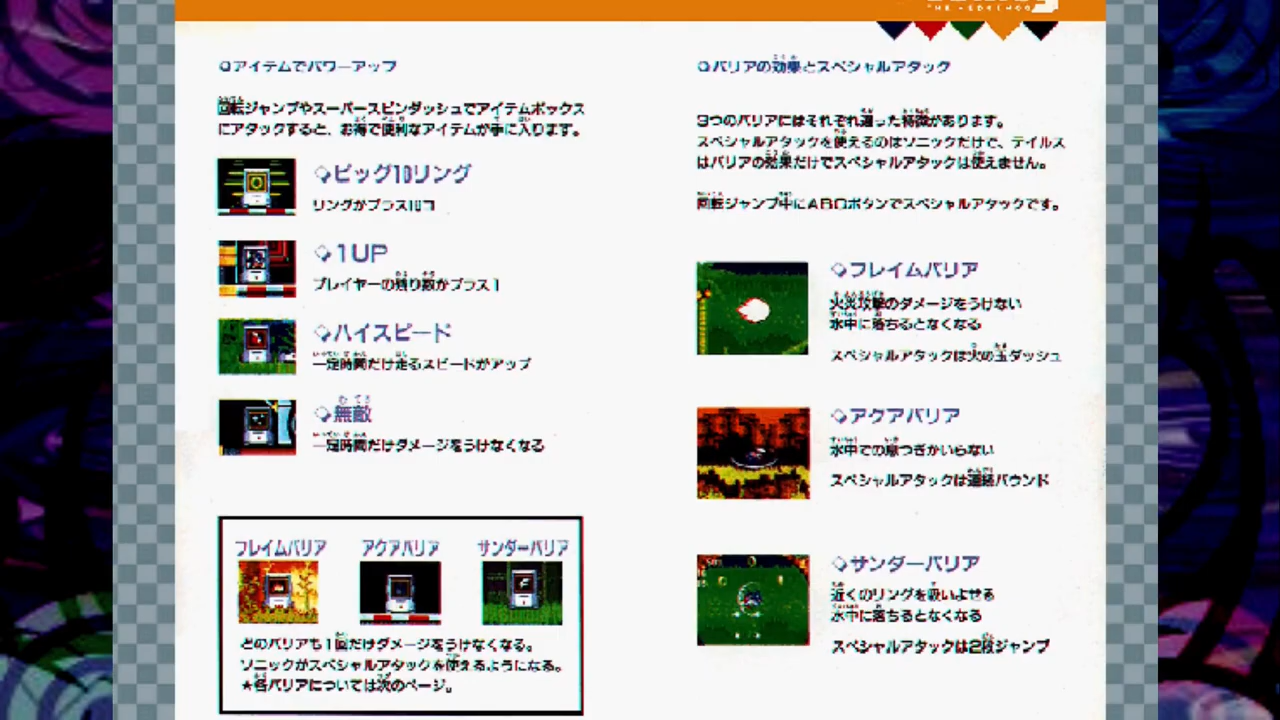 THE HEDGEHOG
アイテムでパワーアップ
回転ジャンプやスーパースピンダッシュでアイテムボックス
にアタックすると、お得で便利なアイテムが手に入ります。
ビッグ10リング
リングがプラス10コ
1UP
プレイヤーの残り数がプラス1
ハイスピード
一定時間だけ走るスピードがアップ
無敵
一定時間だけダメージをうけなくなる
フレイムバリア アクアバリア サンダーバリア
どのバリアも1回だけダメージをうけなくなる。
ソニックがスペシャルアタックを使えるようになる。
★各バリアについては次のページ。
バリアの効果とスペシャルアタック
3つのバリアにはそれぞれ違った特徴があります。
スペシャルアタックを使えるのはソニックだけで、テイルス
はバリアの効果だけでスペシャルアタックは使えません。
回転ジャンプ中にABCボタンでスペシャルアタックです。
フレイムバリア
火炎攻撃のダメージをうけない
水中に落ちるとなくなる
スペシャルアタックは火の玉ダッシュ
アクアバリア
水中での息つぎがいらない
スペシャルアタックは連続バウンド
サンダーバリア
近くのリングを吸いよせる
水中に落ちるとなくなる
スペシャルアタックは2段ジャンプ